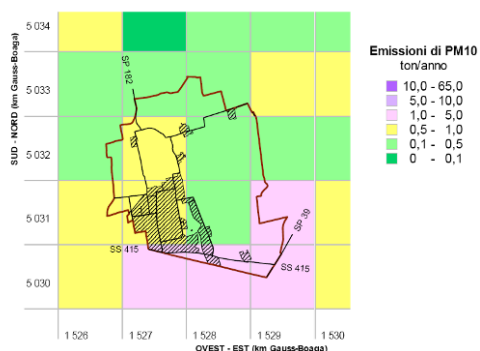 5 034
Emissioni di PM10
ton/anno
10,0 - 65,0
5,0 - 10,0
1,0 - 5,0
0,5 - 1,0
0,1 - 0,5
0 - 0,1
SUD - NORD (km Gauss-Boaga)
5 033
SP 182
5 032
5 031
SP 39
SS 415
SS 415
5 030
1 526
1 527
1 528
1 529
1 530
OVEST - EST (km Gauss-Boaga)